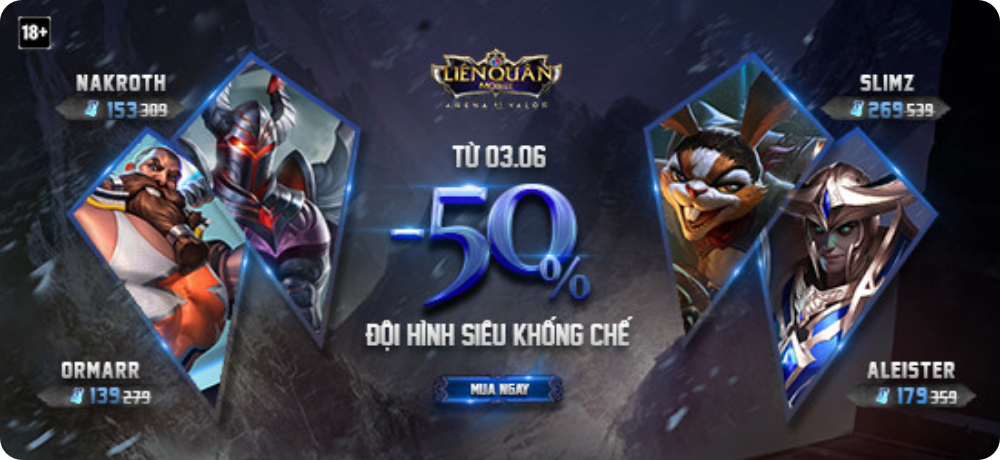 18+
NAKROTH
153 309
ORMARR
139 279
LIÊN QUÂN
MOBILE
ARENA OF VALOR
TỪ 03.06
-50%
ĐỘI HÌNH SIÊU KHỐNG CHẾ
MUA NGAY
SLIMZ
269 539
ALEISTER
179 359